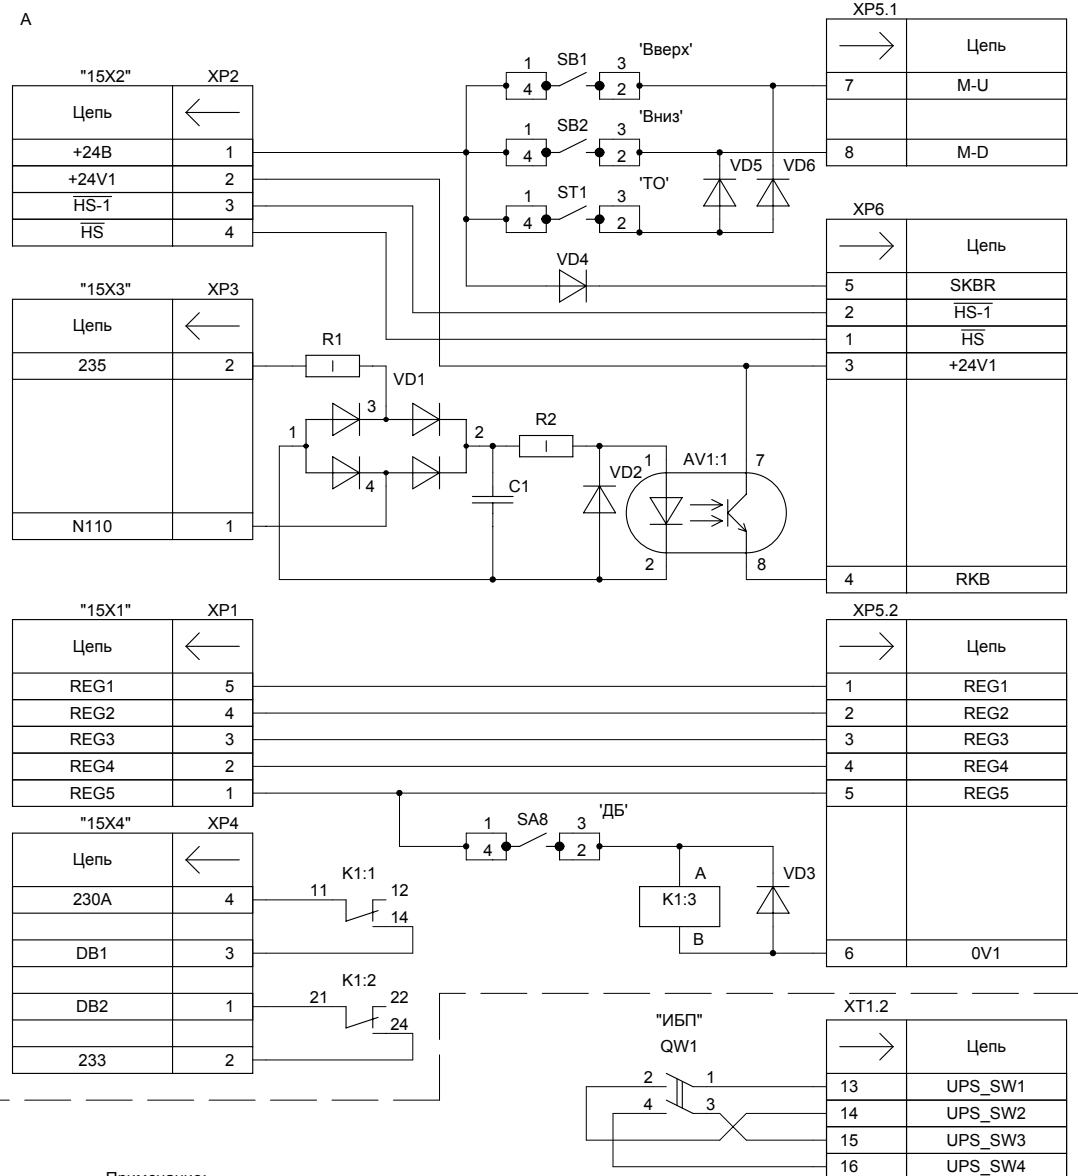 A
XP5.1
Цепь
7 M-U
8 M-D
"15X2" XP2
Цепь
+24В 1
+24V1 2
HS-1 3
HS 4
1 SB1 3 'Вверх'
4 2
1 SB2 3 'Вниз'
4 2
1 ST1 3 'ТО'
4 2
VD5 VD6
VD4
XP6
Цепь
5 SKBR
2 HS-1
1 HS
3 +24V1
4 RKB
"15X3" XP3
Цепь
235 2
N110 1
R1
VD1
3
1 2
4
R2
C1
VD2
1 AV1:1 7
2 8
"15X1" XP1
Цепь
REG1 5
REG2 4
REG3 3
REG4 2
REG5 1
XP5.2
Цепь
1 REG1
2 REG2
3 REG3
4 REG4
5 REG5
6 0V1
"15X4" XP4
Цепь
230A 4
DB1 3
DB2 1
233 2
1 SA8 3 'ДБ'
4 2
K1:1
11 12
14
K1:2
21 22
24
A
K1:3
B
VD3
"ИБП"
QW1
2 1
4 3
XT1.2
Цепь
13 UPS_SW1
14 UPS_SW2
15 UPS_SW3
16 UPS_SW4
Примечание: